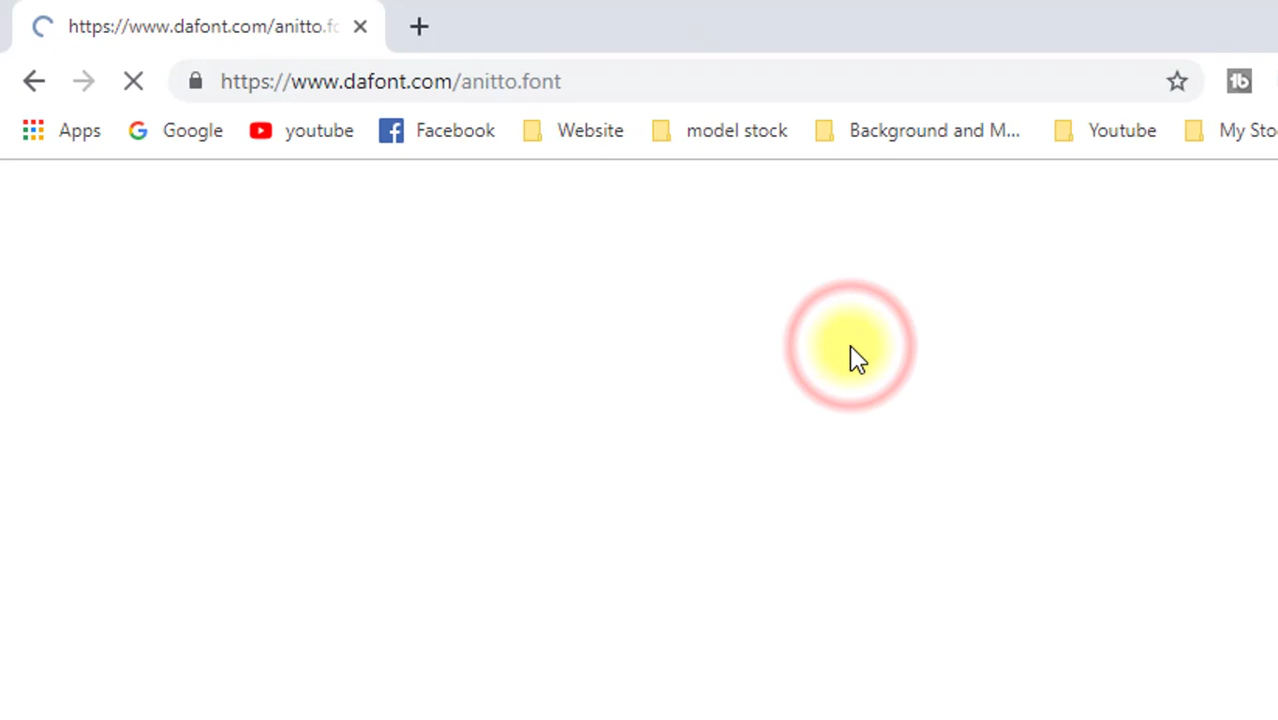 https://www.dafont.com/anitto.fo
https://www.dafont.com/anitto.font
Apps Google youtube Facebook Website model stock Background and M... Youtube My Sto